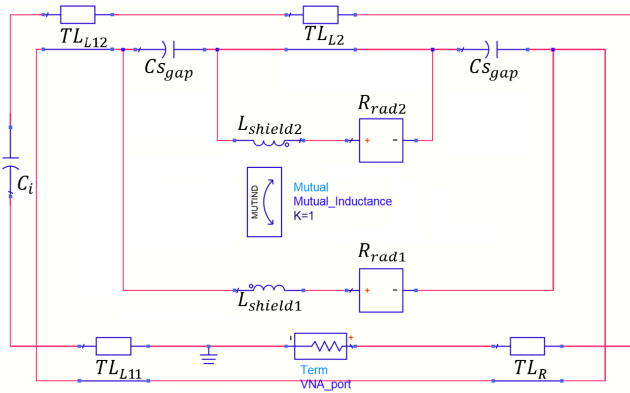 TL_L12
TL_L2
Cs_gap
Cs_gap
R_rad2
L_shield2
+ -
C_i
MUTIND
Mutual
Mutual_Inductance
K=1
R_rad1
L_shield1
+ -
TL_L11
- +
Term
VNA_port
TL_R